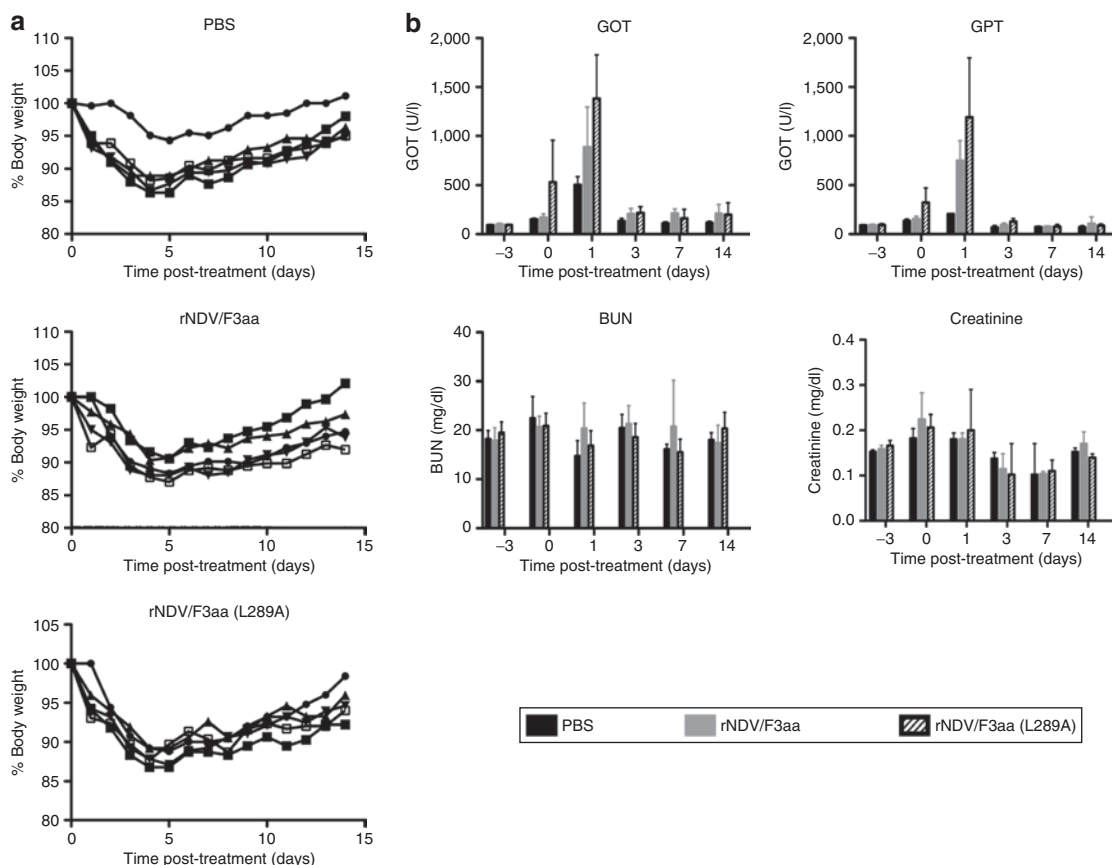 a
PBS
% Body weight
110
105
100
95
90
85
80
0 5 10 15
Time post-treatment (days)
rNDV/F3aa
% Body weight
110
105
100
95
90
85
80
0 5 10 15
Time post-treatment (days)
rNDV/F3aa (L289A)
% Body weight
105
100
95
90
85
80
0 5 10 15
Time post-treatment (days)
b
GOT
GOT (U/l)
2,000
1,500
1,000
500
0
−3 0 1 3 7 14
Time post-treatment (days)
GPT
GOT (U/l)
2,000
1,500
1,000
500
0
−3 0 1 3 7 14
Time post-treatment (days)
BUN
BUN (mg/dl)
40
30
20
10
0
−3 0 1 3 7 14
Time post-treatment (days)
Creatinine
Creatinine (mg/dl)
0.4
0.3
0.2
0.1
0.0
−3 0 1 3 7 14
Time post-treatment (days)
PBS rNDV/F3aa rNDV/F3aa (L289A)